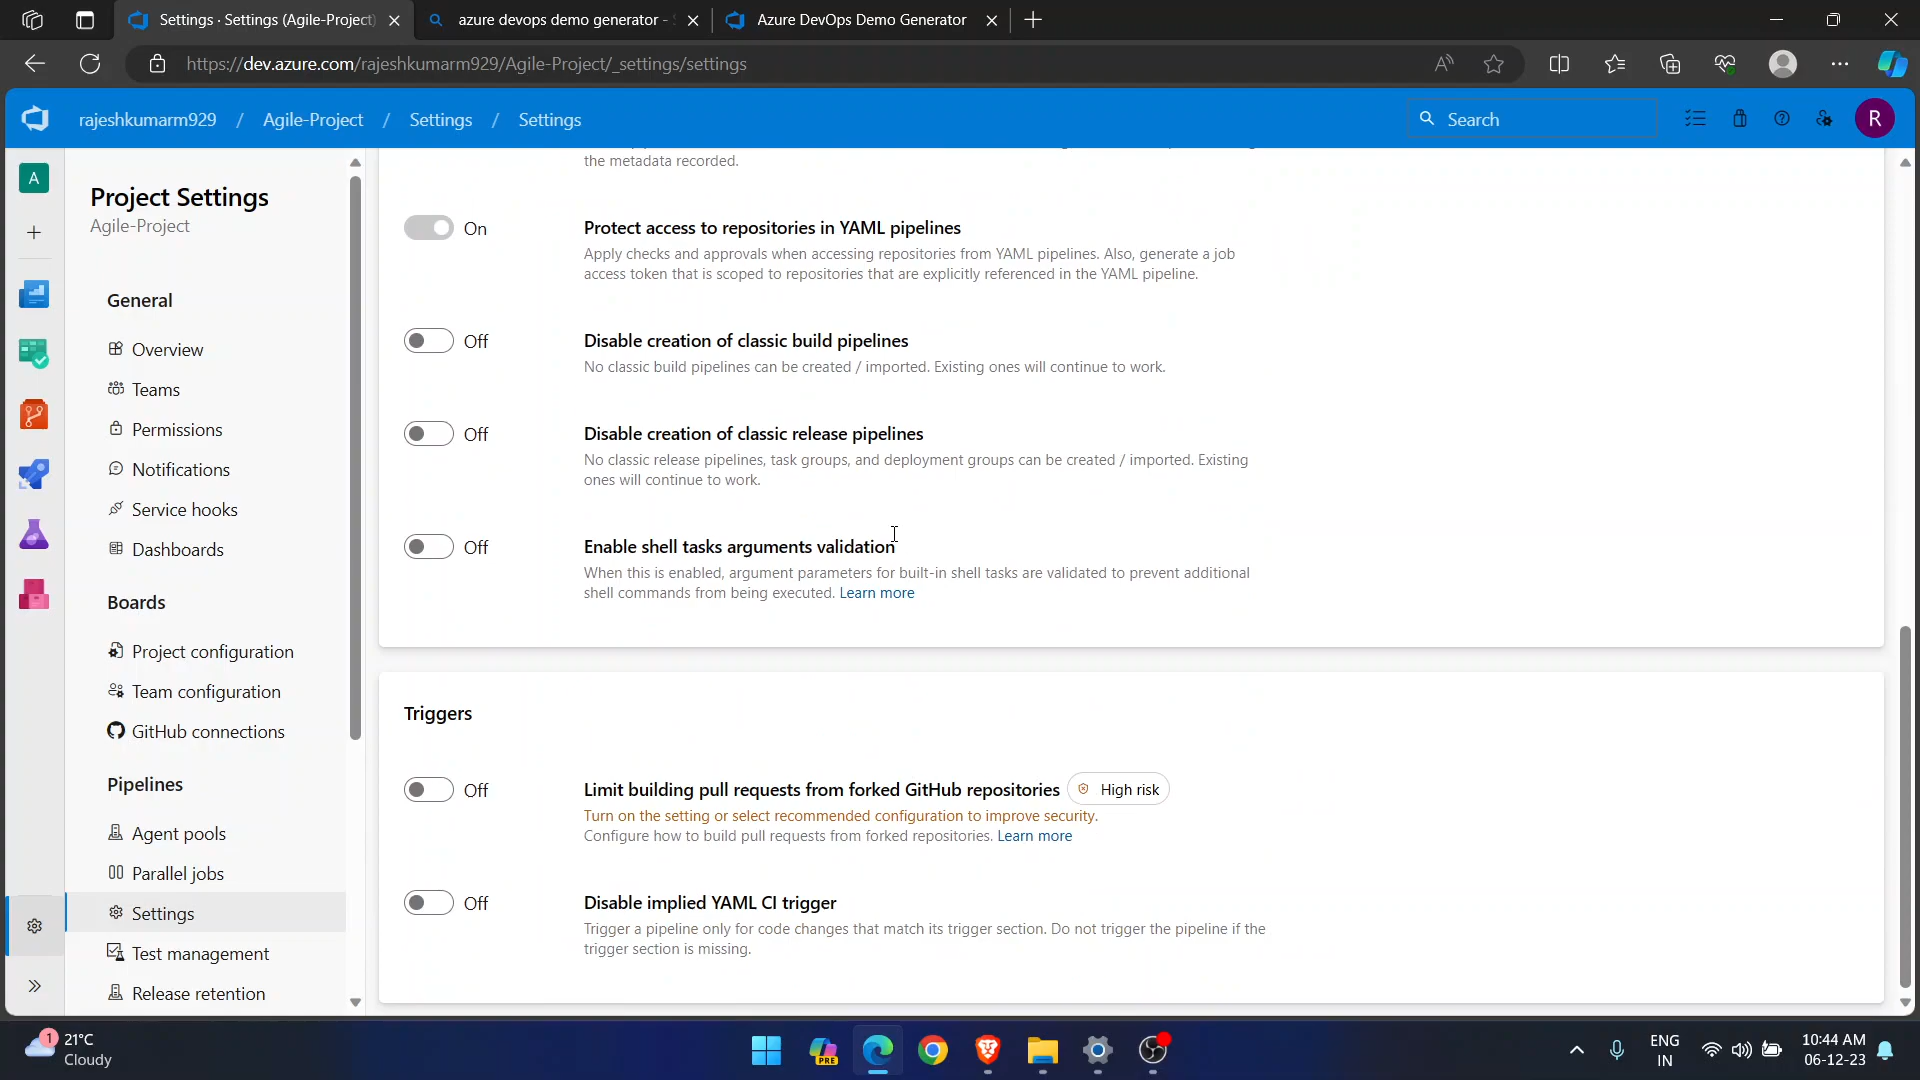 Settings · Settings (Agile-Project)
azure devops demo generator -
Azure DevOps Demo Generator
https://dev.azure.com/rajeshkumarm929/Agile-Project/_settings/settings
rajeshkumarm929 / Agile-Project / Settings / Settings
Search
R
A
Project Settings
Agile-Project
General
Overview
Teams
Permissions
Notifications
Service hooks
Dashboards
Boards
Project configuration
Team configuration
GitHub connections
Pipelines
Agent pools
Parallel jobs
Settings
Test management
Release retention
the metadata recorded.
On
Protect access to repositories in YAML pipelines
Apply checks and approvals when accessing repositories from YAML pipelines. Also, generate a job
access token that is scoped to repositories that are explicitly referenced in the YAML pipeline.
Off
Disable creation of classic build pipelines
No classic build pipelines can be created / imported. Existing ones will continue to work.
Off
Disable creation of classic release pipelines
No classic release pipelines, task groups, and deployment groups can be created / imported. Existing
ones will continue to work.
Off
Enable shell tasks arguments validation
When this is enabled, argument parameters for built-in shell tasks are validated to prevent additional
shell commands from being executed. Learn more
Triggers
Off
Limit building pull requests from forked GitHub repositories
High risk
Turn on the setting or select recommended configuration to improve security.
Configure how to build pull requests from forked repositories. Learn more
Off
Disable implied YAML CI trigger
Trigger a pipeline only for code changes that match its trigger section. Do not trigger the pipeline if the
trigger section is missing.
1
21°C
Cloudy
PRE
ENG
IN
10:44 AM
06-12-23